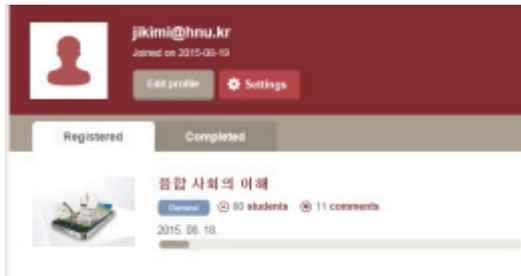 jikimi@hnu.kr
Joined on 2015-08-19
Edit profile Settings
Registered Completed
융합 사회의 이해
General 80 students 11 comments
2015. 08. 18.